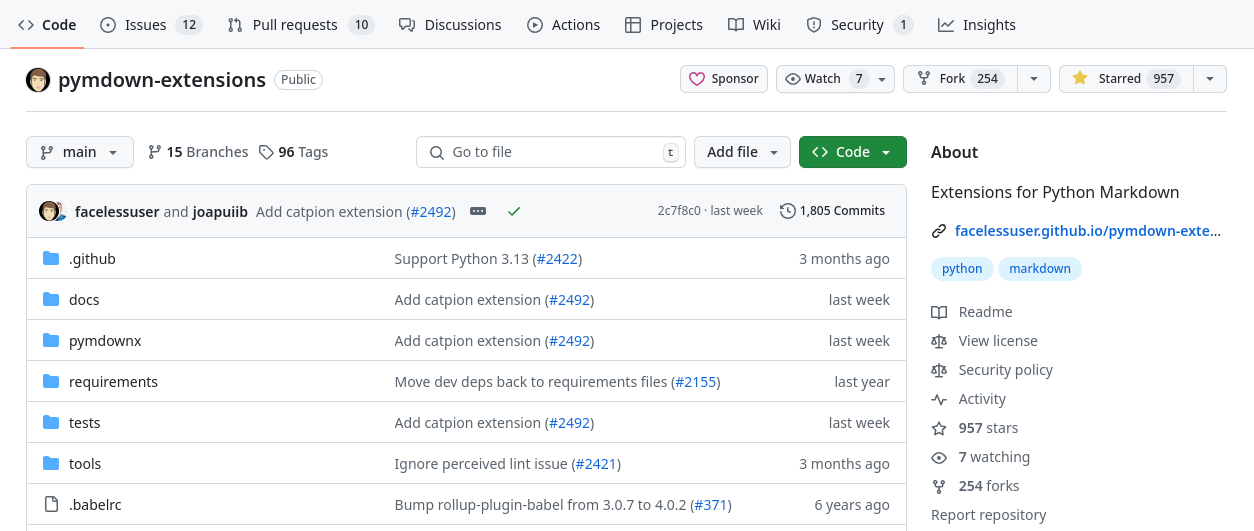 Code Issues 12 Pull requests 10 Discussions Actions Projects Wiki Security 1 Insights
pymdown-extensions Public Sponsor Watch 7 Fork 254 Starred 957
main 15 Branches 96 Tags Go to file t Add file Code
facelessuser and joapuiib Add catpion extension (#2492) 2c7f8c0 · last week 1,805 Commits
.github Support Python 3.13 (#2422) 3 months ago
docs Add catpion extension (#2492) last week
pymdownx Add catpion extension (#2492) last week
requirements Move dev deps back to requirements files (#2155) last year
tests Add catpion extension (#2492) last week
tools Ignore perceived lint issue (#2421) 3 months ago
.babelrc Bump rollup-plugin-babel from 3.0.7 to 4.0.2 (#371) 6 years ago
About
Extensions for Python Markdown
facelessuser.github.io/pymdown-exte...
python markdown
Readme
View license
Security policy
Activity
957 stars
7 watching
254 forks
Report repository